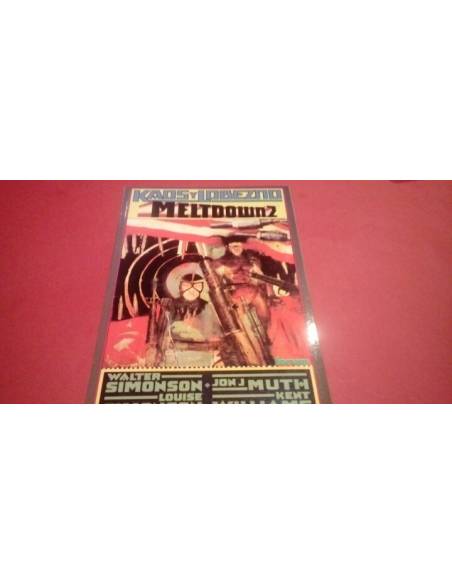 KAOS Y LOBEZNO
MELTDOWN 2
WALTER
SIMONSON · JON J. MUTH
LOUISE KENT